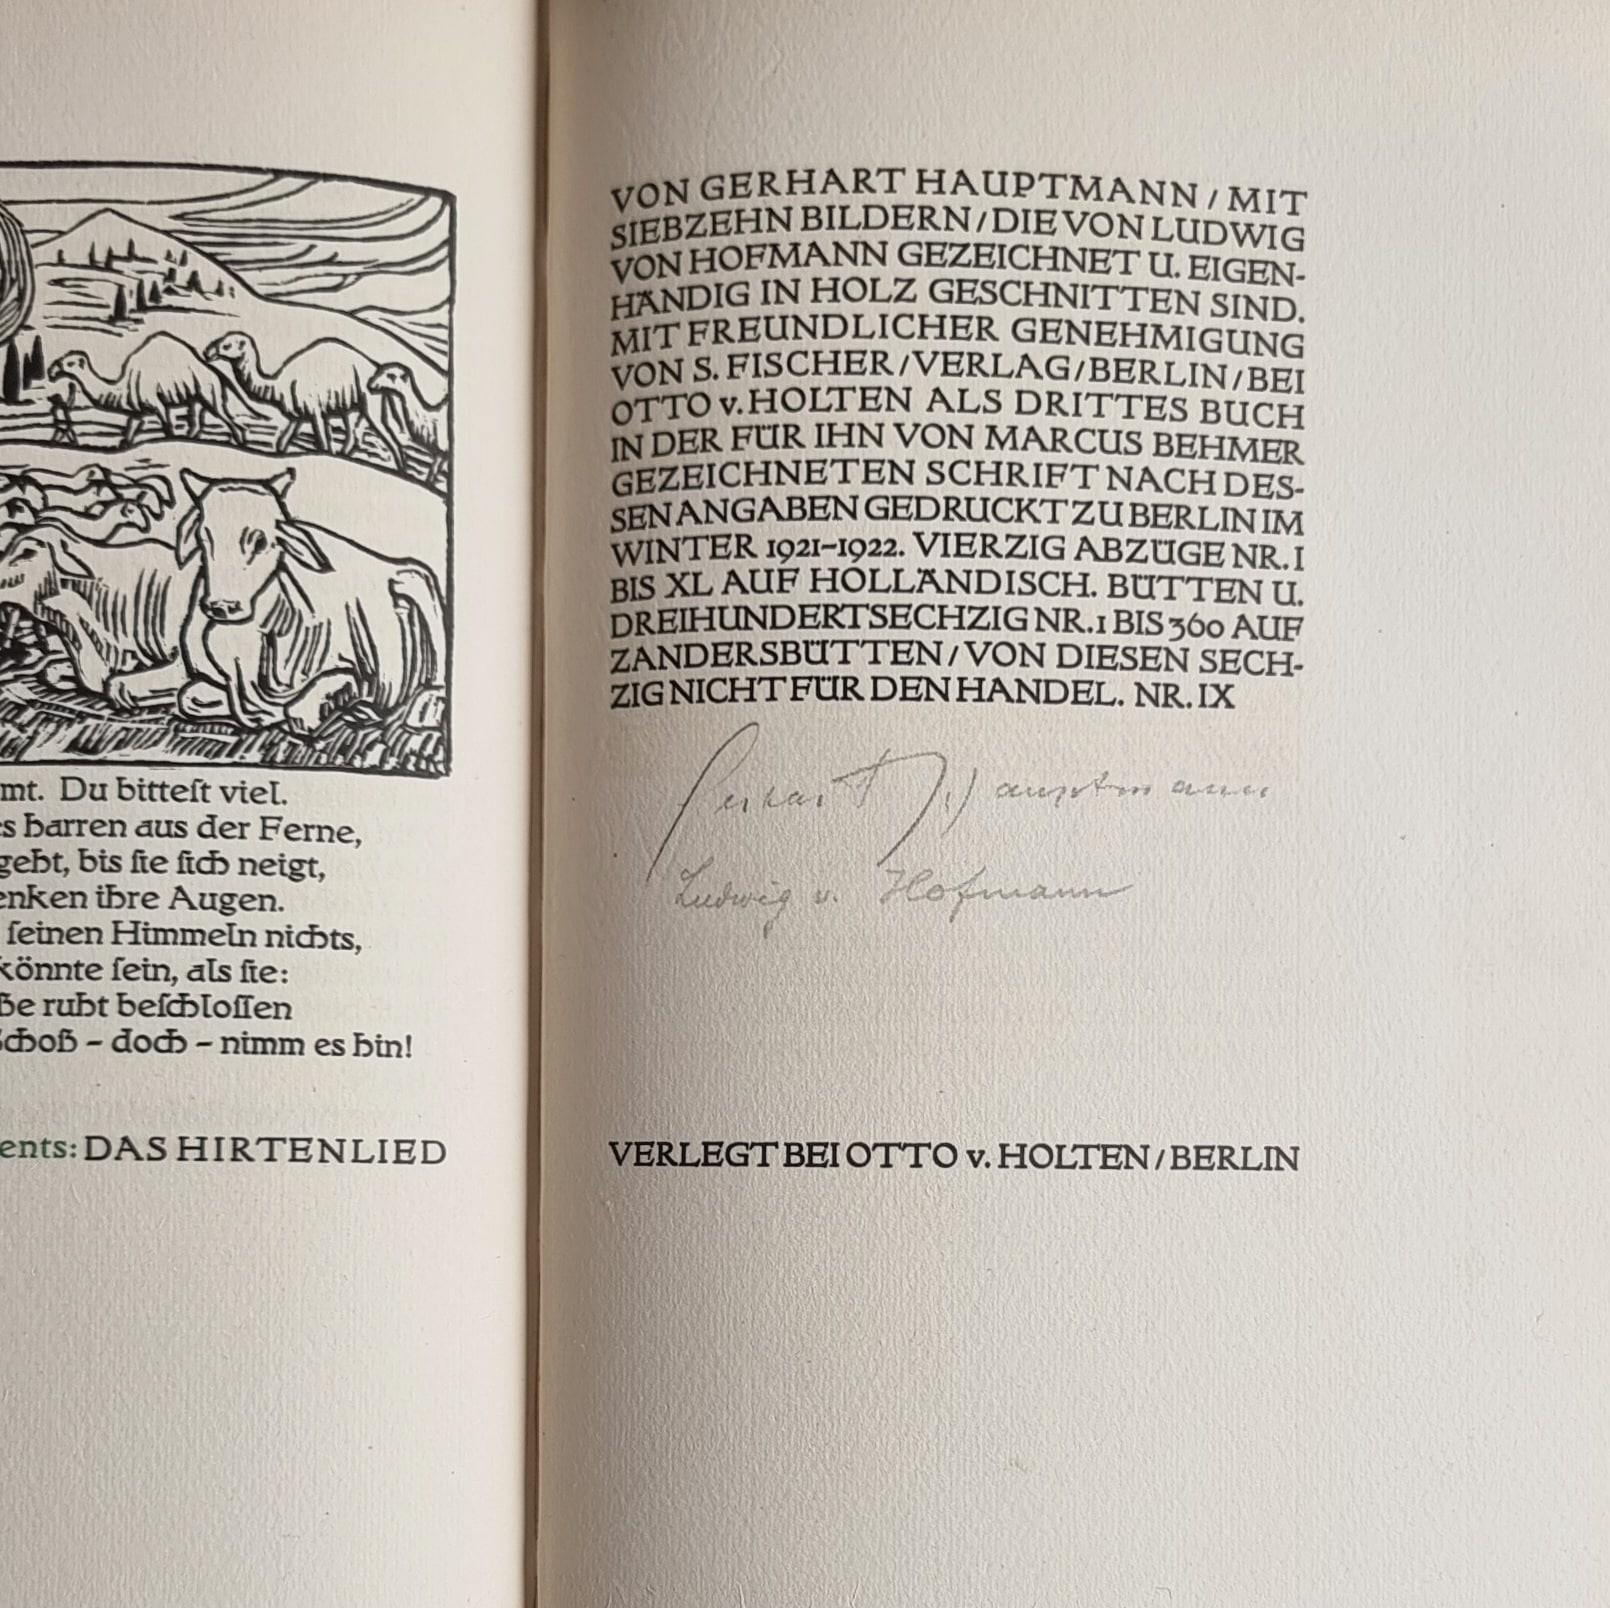 mt. Du bitteſt viel.
s harren aus der Ferne,
geht, bis ſie ſich neigt,
enken ihre Augen.
ſeinen Himmeln nichts,
könnte ſein, als ſie:
ße ruht beſchloſſen
Schoß – doch – nimm es hin!
ents: DAS HIRTENLIED
VON GERHART HAUPTMANN / MIT
SIEBZEHN BILDERN / DIE VON LUDWIG
VON HOFMANN GEZEICHNET U. EIGEN-
HÄNDIG IN HOLZ GESCHNITTEN SIND.
MIT FREUNDLICHER GENEHMIGUNG
VON S. FISCHER / VERLAG / BERLIN / BEI
OTTO v. HOLTEN ALS DRITTES BUCH
IN DER FÜR IHN VON MARCUS BEHMER
GEZEICHNETEN SCHRIFT NACH DES-
SEN ANGABEN GEDRUCKT ZU BERLIN IM
WINTER 1921–1922. VIERZIG ABZÜGE NR. I
BIS XL AUF HOLLÄNDISCH. BÜTTEN U.
DREIHUNDERTSECHZIG NR. 1 BIS 360 AUF
ZANDERSBÜTTEN / VON DIESEN SECH-
ZIG NICHT FÜR DEN HANDEL. NR. IX
Gerhart Hauptmann
Ludwig v. Hofmann
VERLEGT BEI OTTO v. HOLTEN / BERLIN